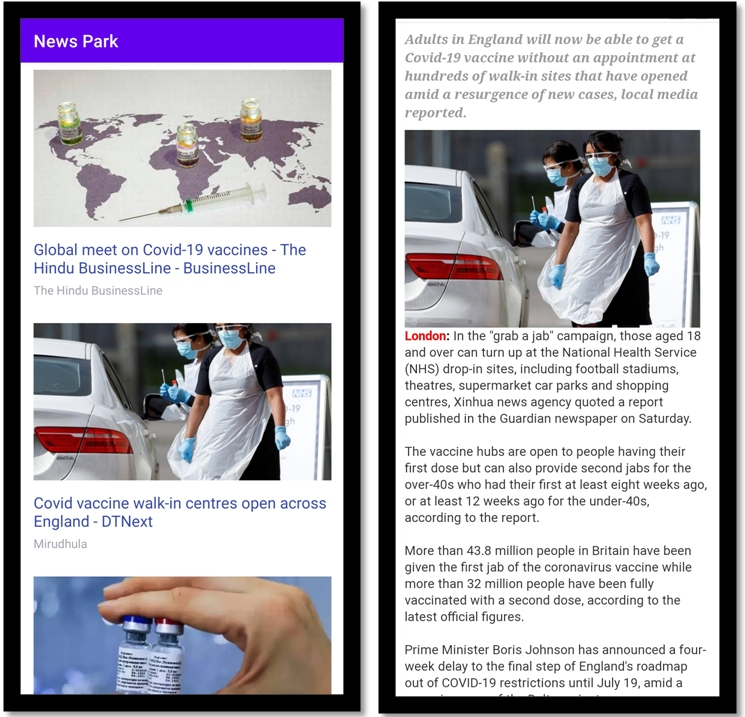 News Park
Global meet on Covid-19 vaccines - The
Hindu BusinessLine - BusinessLine
The Hindu BusinessLine
Covid vaccine walk-in centres open across
England - DTNext
Mirudhula
Adults in England will now be able to get a
Covid-19 vaccine without an appointment at
hundreds of walk-in sites that have opened
amid a resurgence of new cases, local media
reported.
NHS
London: In the "grab a jab" campaign, those aged 18
and over can turn up at the National Health Service
(NHS) drop-in sites, including football stadiums,
theatres, supermarket car parks and shopping
centres, Xinhua news agency quoted a report
published in the Guardian newspaper on Saturday.
The vaccine hubs are open to people having their
first dose but can also provide second jabs for the
over-40s who had their first at least eight weeks ago,
or at least 12 weeks ago for the under-40s,
according to the report.
More than 43.8 million people in Britain have been
given the first jab of the coronavirus vaccine while
more than 32 million people have been fully
vaccinated with a second dose, according to the
latest official figures.
Prime Minister Boris Johnson has announced a four-
week delay to the final step of England's roadmap
out of COVID-19 restrictions until July 19, amid a